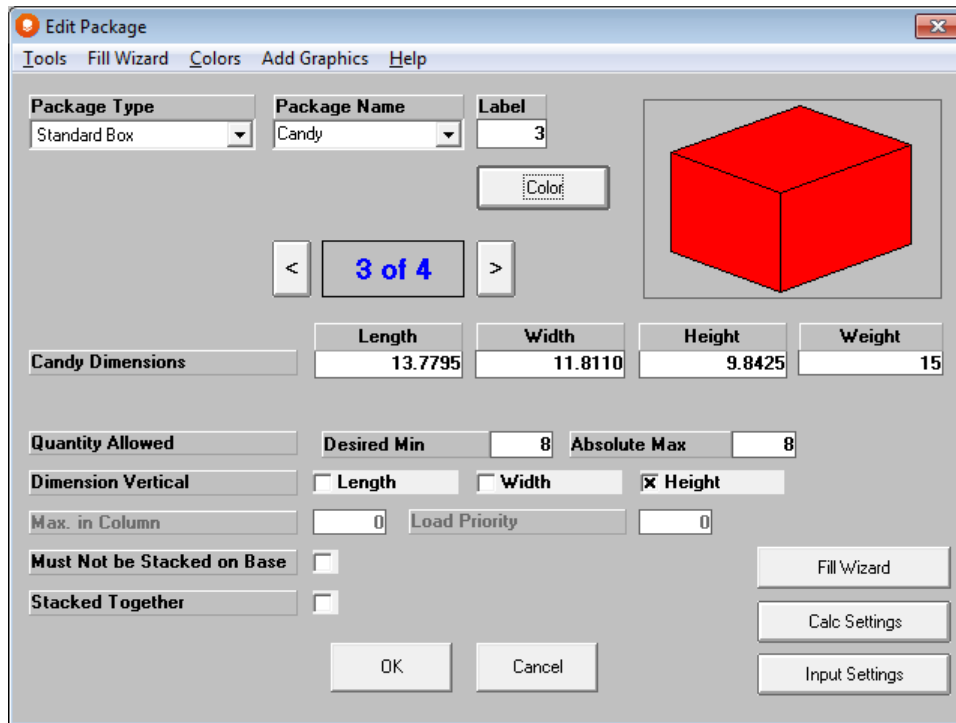 Edit Package
Tools Fill Wizard Colors Add Graphics Help
Package Type Package Name Label
Standard Box Candy 3
Color
< 3 of 4 >
Length Width Height Weight
Candy Dimensions 13.7795 11.8110 9.8425 15
Quantity Allowed Desired Min 8 Absolute Max 8
Dimension Vertical Length Width Height
Max. in Column 0 Load Priority 0
Must Not be Stacked on Base
Fill Wizard
Stacked Together
Calc Settings
OK Cancel
Input Settings